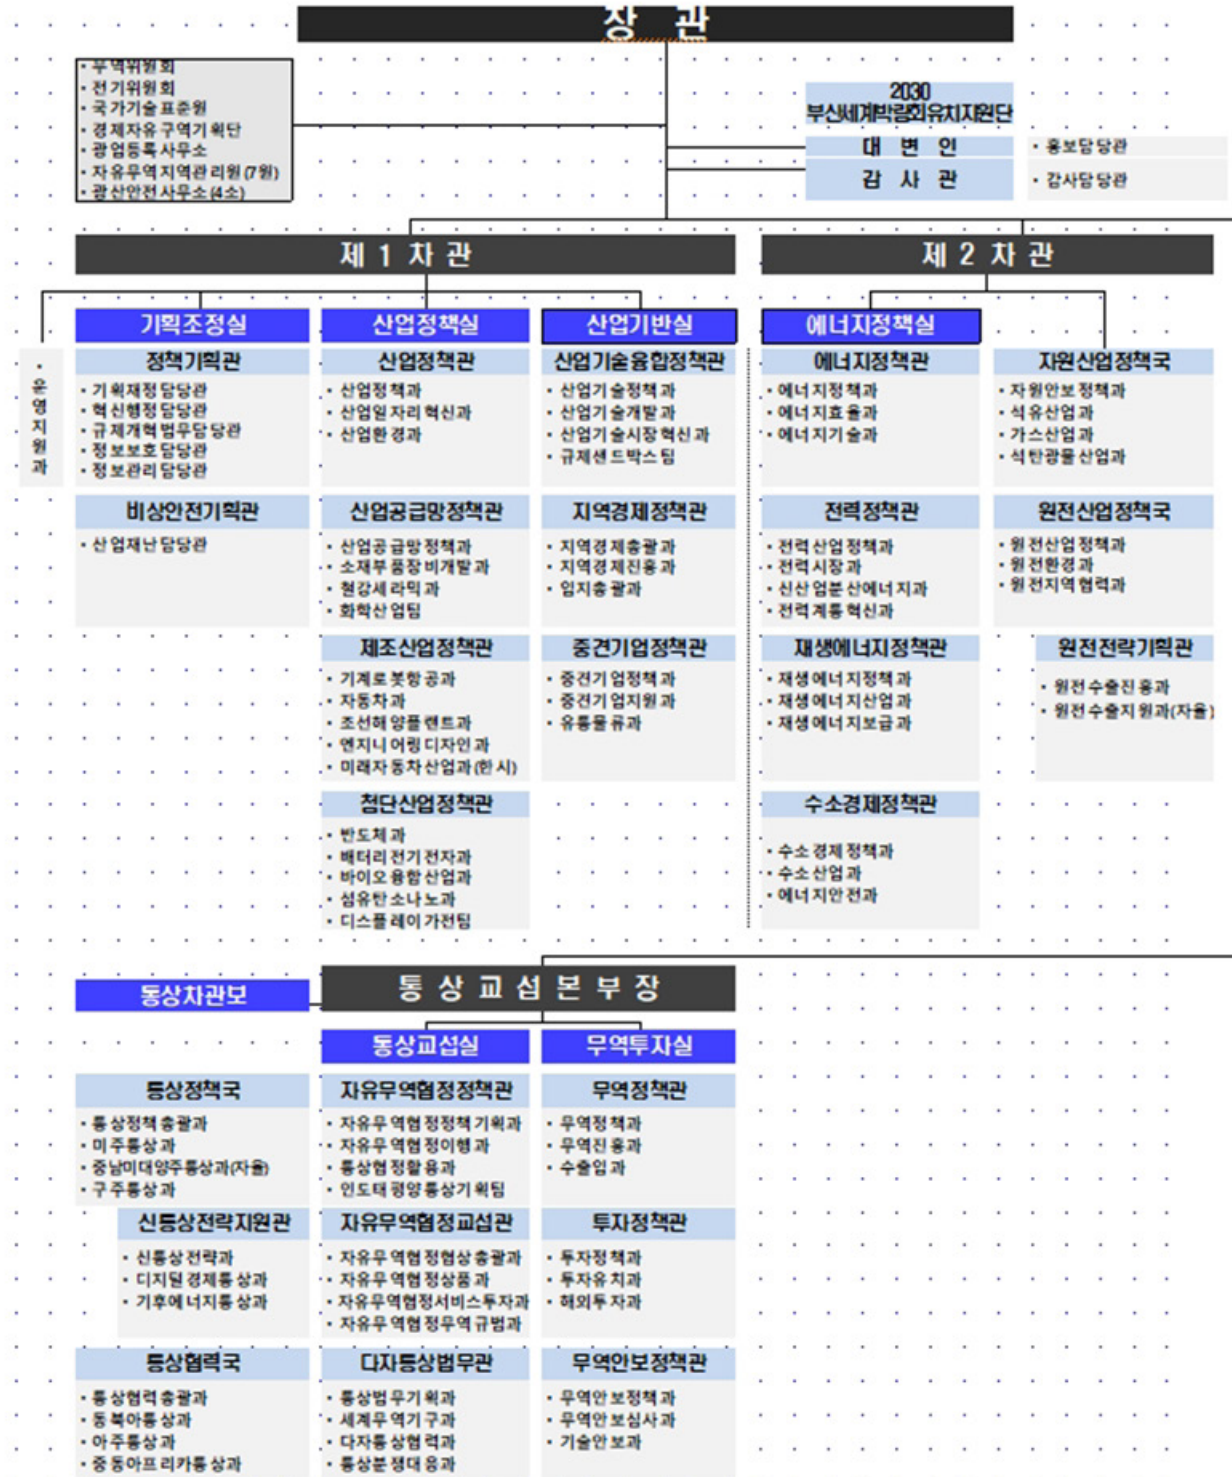 장 관
• 무역위원회
• 전기위원회
• 국가기술표준원
• 경제자유구역기획단
• 광업등록사무소
• 자유무역지역관리원(7원)
• 광산안전사무소(4소)
2030
부산세계박람회유치지원단
대 변 인
• 홍보담당관
감 사 관
• 감사담당관
제 1 차 관
제 2 차 관
• 운영지원과
기획조정실
정책기획관
• 기획재정담당관
• 혁신행정담당관
• 규제개혁법무담당관
• 정보보호담당관
• 정보관리담당관
비상안전기획관
• 산업재난담당관
산업정책실
산업정책관
• 산업정책과
• 산업일자리혁신과
• 산업환경과
산업공급망정책관
• 산업공급망정책과
• 소재부품장비개발과
• 철강세라믹과
• 화학산업팀
제조산업정책관
• 기계로봇항공과
• 자동차과
• 조선해양플랜트과
• 엔지니어링디자인과
• 미래자동차산업과(한시)
첨단산업정책관
• 반도체과
• 배터리전기전자과
• 바이오융합산업과
• 섬유탄소나노과
• 디스플레이가전팀
산업기반실
산업기술융합정책관
• 산업기술정책과
• 산업기술개발과
• 산업기술시장혁신과
• 규제샌드박스팀
지역경제정책관
• 지역경제총괄과
• 지역경제진흥과
• 입지총괄과
중견기업정책관
• 중견기업정책과
• 중견기업지원과
• 유통물류과
에너지정책실
에너지정책관
• 에너지정책과
• 에너지효율과
• 에너지기술과
전력정책관
• 전력산업정책과
• 전력시장과
• 신산업분산에너지과
• 전력계통혁신과
재생에너지정책관
• 재생에너지정책과
• 재생에너지산업과
• 재생에너지보급과
수소경제정책관
• 수소경제정책과
• 수소산업과
• 에너지안전과
자원산업정책국
• 자원안보정책과
• 석유산업과
• 가스산업과
• 석탄광물산업과
원전산업정책국
• 원전산업정책과
• 원전환경과
• 원전지역협력과
원전전략기획관
• 원전수출진흥과
• 원전수출지원과(자율)
통 상 교 섭 본 부 장
통상차관보
통상정책국
• 통상정책총괄과
• 미주통상과
• 중남미대양주통상과(자율)
• 구주통상과
신통상전략지원관
• 신통상전략과
• 디지털경제통상과
• 기후에너지통상과
통상협력국
• 통상협력총괄과
• 동북아통상과
• 아주통상과
• 중동아프리카통상과
통상교섭실
자유무역협정정책관
• 자유무역협정정책기획과
• 자유무역협정이행과
• 통상협정활용과
• 인도태평양통상기획팀
자유무역협정교섭관
• 자유무역협정협상총괄과
• 자유무역협정상품과
• 자유무역협정서비스투자과
• 자유무역협정무역규범과
다자통상법무관
• 통상법무기획과
• 세계무역기구과
• 다자통상협력과
• 통상분쟁대응과
무역투자실
무역정책관
• 무역정책과
• 무역진흥과
• 수출입과
투자정책관
• 투자정책과
• 투자유치과
• 해외투자과
무역안보정책관
• 무역안보정책과
• 무역안보심사과
• 기술안보과